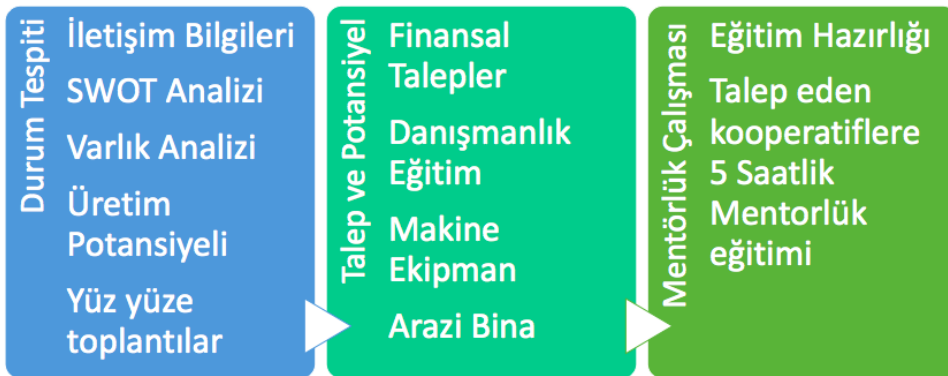 Durum Tespiti
İletişim Bilgileri
SWOT Analizi
Varlık Analizi
Üretim
Potansiyeli
Yüz yüze
toplantılar
Talep ve Potansiyel
Finansal
Talepler
Danışmanlık
Eğitim
Makine
Ekipman
Arazi Bina
Mentörlük Çalışması
Eğitim Hazırlığı
Talep eden
kooperatiflere
5 Saatlik
Mentorlük
eğitimi